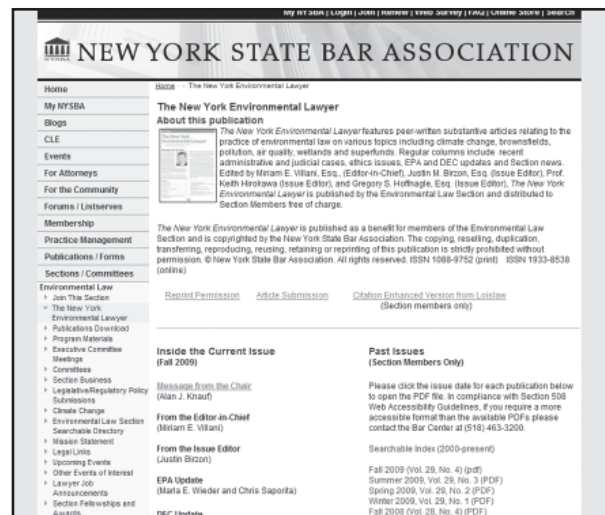 My NYSBA | Login | Join | Renew | Web Survey | FAQ | Online Store | Search
NEW YORK STATE BAR ASSOCIATION
Home
My NYSBA
Blogs
CLE
Events
For Attorneys
For the Community
Forums / Listserves
Membership
Practice Management
Publications / Forms
Sections / Committees
Environmental Law
Join This Section
The New York
Environmental Lawyer
Publications Download
Program Materials
Executive Committee
Meetings
Committees
Section Business
Legislative/Regulatory Policy
Submissions
Climate Change
Environmental Law Section
Searchable Directory
Mission Statement
Legal Links
Upcoming Events
Other Events of Interest
Lawyer Job
Announcements
Section Fellowships and
Awards
Home The New York Environmental Lawyer
The New York Environmental Lawyer
About this publication
The New York Environmental Lawyer features peer-written substantive articles relating to the
practice of environmental law on various topics including climate change, brownsfields,
pollution, air quality, wetlands and superfunds. Regular columns include recent
administrative and judicial cases, ethics issues, EPA and DEC updates and Section news.
Edited by Miriam E. Villani, Esq., (Editor-in-Chief), Justin M. Birzon, Esq. (Issue Editor), Prof.
Keith Hirokawa (Issue Editor), and Gregory S. Hoffnagle, Esq. (Issue Editor), The New York
Environmental Lawyer is published by the Environmental Law Section and distributed to
Section Members free of charge.
The New York Environmental Lawyer is published as a benefit for members of the Environmental Law
Section and is copyrighted by the New York State Bar Association. The copying, reselling, duplication,
transferring, reproducing, reusing, retaining or reprinting of this publication is strictly prohibited without
permission. © New York State Bar Association. All rights reserved. ISSN 1088-9752 (print) ISSN 1933-8538
(online)
Reprint Permission Article Submission Citation Enhanced Version from Loislaw
(Section members only)
Inside the Current Issue
(Fall 2009)
Message from the Chair
(Alan J. Knauf)
From the Editor-in-Chief
(Miriam E. Villani)
From the Issue Editor
(Justin Birzon)
EPA Update
(Marla E. Wieder and Chris Saporita)
DEC Update
Past Issues
(Section Members Only)
Please click the issue date for each publication below
to open the PDF file. In compliance with Section 508
Web Accessibility Guidelines, if you require a more
accessible format than the available PDFs please
contact the Bar Center at (518) 463-3200.
Searchable Index (2000-present)
Fall 2009 (Vol. 29, No. 4) (pdf)
Summer 2009, Vol. 29, No. 3 (PDF)
Spring 2009, Vol. 29, No. 2 (PDF)
Winter 2009, Vol. 29, No. 1 (PDF)
Fall 2008 (Vol. 28, No. 4) (PDF)